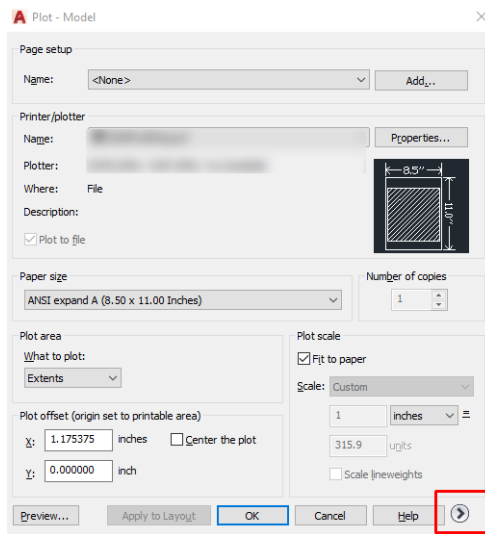 Plot - Model
Page setup
Name: <None> Add...
Printer/plotter
Name: Properties...
Plotter:
Where: File
Description:
Plot to file
8.5"
11.0"
Paper size
ANSI expand A (8.50 x 11.00 Inches)
Number of copies
1
Plot area
What to plot:
Extents
Plot scale
Fit to paper
Scale: Custom
1 inches =
315.9 units
Scale lineweights
Plot offset (origin set to printable area)
X: 1.175375 inches Center the plot
Y: 0.000000 inch
Preview... Apply to Layout OK Cancel Help